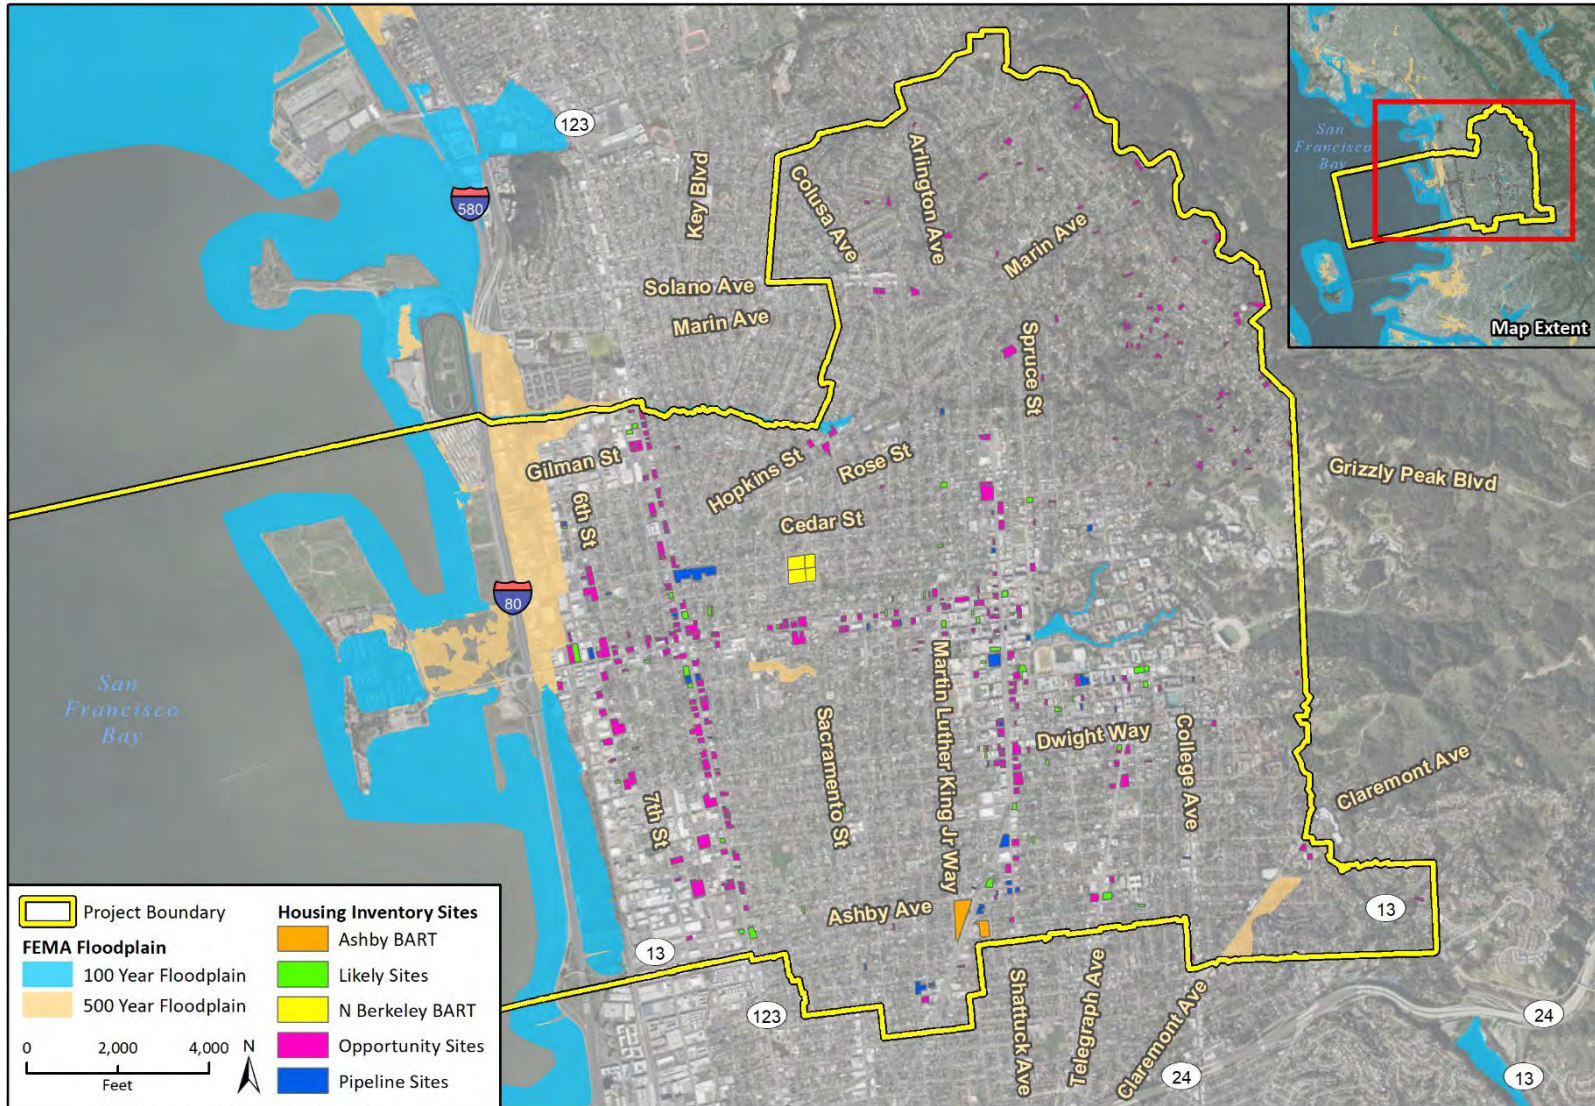 123
580
Key Blvd
Colusa Ave
Arlington Ave
Marin Ave
Solano Ave
Marin Ave
Spruce St
San
Francisco
Bay
Map Extent
Gilman St
Hopkins St
Rose St
Grizzly Peak Blvd
6th St
Cedar St
80
San
Francisco
Bay
Martin Luther King Jr Way
Sacramento St
Dwight Way
College Ave
Claremont Ave
7th St
Ashby Ave
13
13
123
Shattuck Ave
Telegraph Ave
Claremont Ave
24
24
13
Project Boundary
FEMA Floodplain
100 Year Floodplain
500 Year Floodplain
0 2,000 4,000
Feet
N
Housing Inventory Sites
Ashby BART
Likely Sites
N Berkeley BART
Opportunity Sites
Pipeline Sites